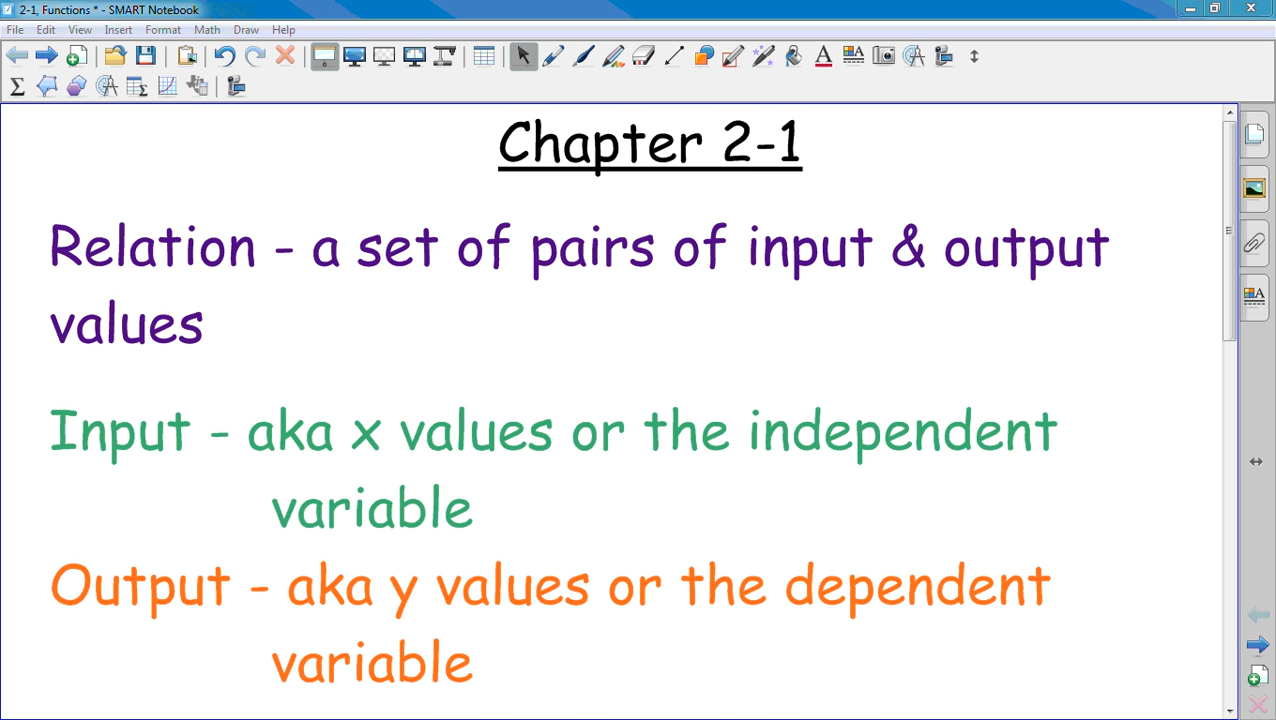 2-1, Functions * - SMART Notebook
File Edit View Insert Format Math Draw Help
Chapter 2-1
Relation - a set of pairs of input & output
values
Input - aka x values or the independent
variable
Output - aka y values or the dependent
variable